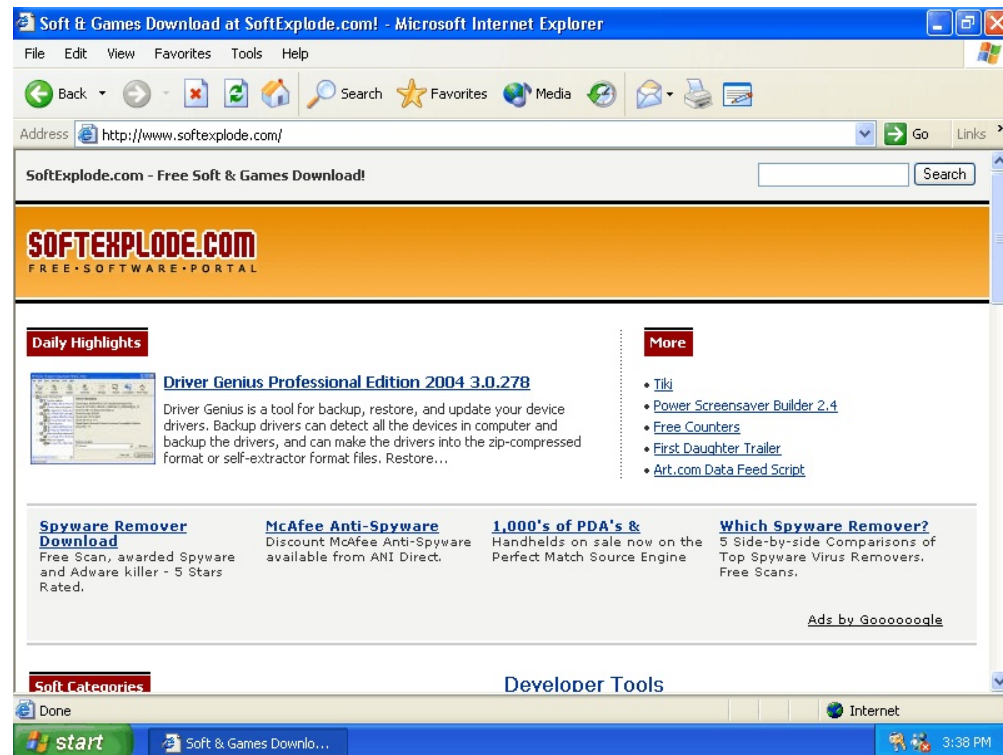 Soft & Games Download at SoftExplode.com! - Microsoft Internet Explorer
File Edit View Favorites Tools Help
Back Search Favorites Media
Address http://www.softexplode.com/ Go Links
SoftExplode.com - Free Soft & Games Download! Search
SOFTEXPLODE.COM
FREE•SOFTWARE•PORTAL
Daily Highlights
Driver Genius Professional Edition 2004 3.0.278
Driver Genius is a tool for backup, restore, and update your device
drivers. Backup drivers can detect all the devices in computer and
backup the drivers, and can make the drivers into the zip-compressed
format or self-extractor format files. Restore...
More
• Tiki
• Power Screensaver Builder 2.4
• Free Counters
• First Daughter Trailer
• Art.com Data Feed Script
Spyware Remover
Download
Free Scan, awarded Spyware
and Adware killer - 5 Stars
Rated.
McAfee Anti-Spyware
Discount McAfee Anti-Spyware
available from ANI Direct.
1,000's of PDA's &
Handhelds on sale now on the
Perfect Match Source Engine
Which Spyware Remover?
5 Side-by-side Comparisons of
Top Spyware Virus Removers.
Free Scans.
Ads by Goooooogle
Soft Categories
Developer Tools
Done Internet
start Soft & Games Downlo... 3:38 PM